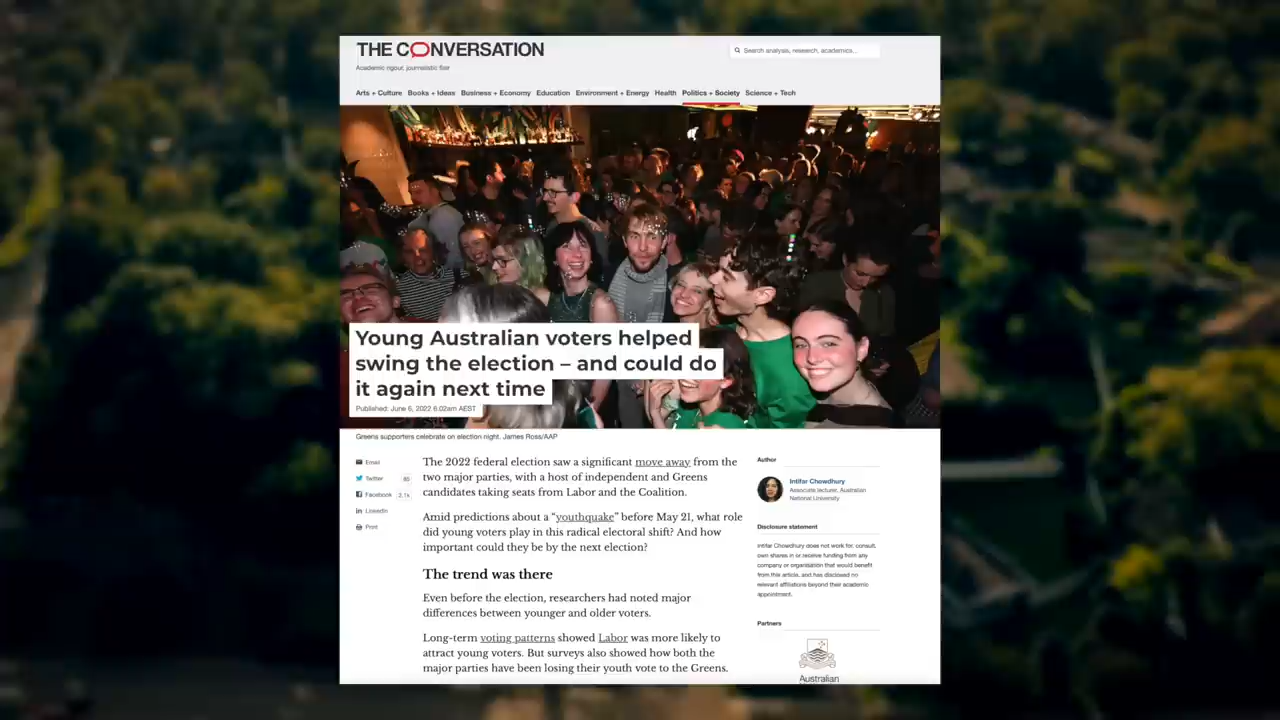 THE CONVERSATION
Academic rigour, journalistic flair
Search analysis, research, academics...
Arts + Culture Books + Ideas Business + Economy Education Environment + Energy Health Politics + Society Science + Tech
Young Australian voters helped
swing the election – and could do
it again next time
Published: June 6, 2022 6.02am AEST
Greens supporters celebrate on election night. James Ross/AAP
Email
Twitter 85
Facebook 2.1k
LinkedIn
Print
The 2022 federal election saw a significant move away from the
two major parties, with a host of independent and Greens
candidates taking seats from Labor and the Coalition.
Amid predictions about a “youthquake” before May 21, what role
did young voters play in this radical electoral shift? And how
important could they be by the next election?
The trend was there
Even before the election, researchers had noted major
differences between younger and older voters.
Long-term voting patterns showed Labor was more likely to
attract young voters. But surveys also showed how both the
major parties have been losing their youth vote to the Greens.
Author
Intifar Chowdhury
Associate lecturer, Australian
National University
Disclosure statement
Intifar Chowdhury does not work for, consult,
own shares in or receive funding from any
company or organisation that would benefit
from this article, and has disclosed no
relevant affiliations beyond their academic
appointment.
Partners
Australian